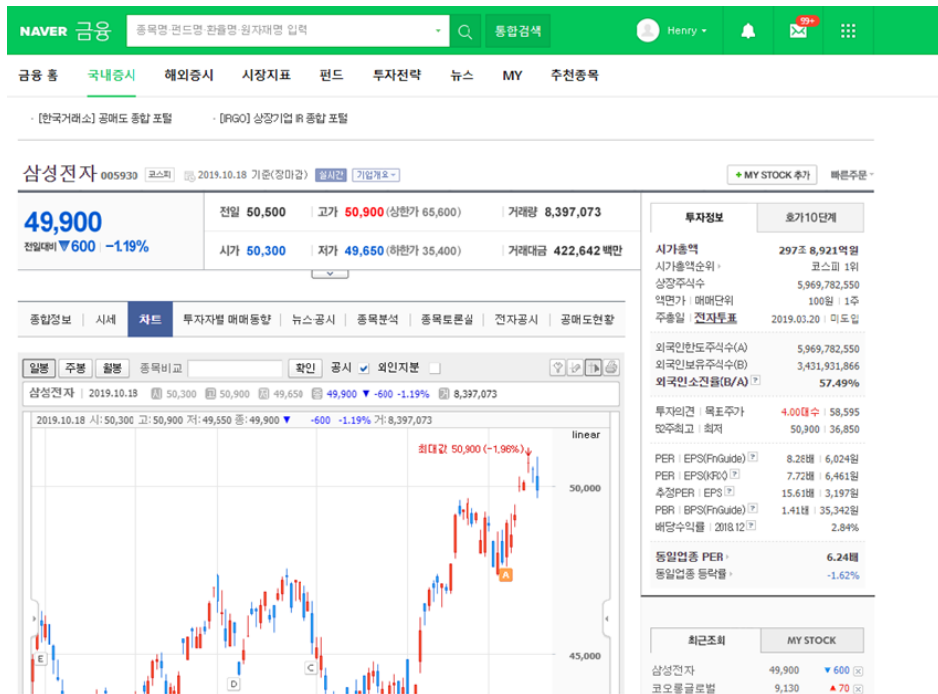 NAVER 금융 종목명·펀드명·환율명·원자재명 입력 통합검색 Henry 99+
금융 홈 국내증시 해외증시 시장지표 펀드 투자전략 뉴스 MY 추천종목
· [한국거래소] 공매도 종합 포털 · [IRGO] 상장기업 IR 종합 포털
삼성전자 005930 코스피 2019.10.18 기준(장마감) 실시간 기업개요 + MY STOCK 추가 빠른주문
49,900
전일대비 ▼600 | -1.19%
전일 50,500 고가 50,900 (상한가 65,600) 거래량 8,397,073
시가 50,300 저가 49,650 (하한가 35,400) 거래대금 422,642 백만
종합정보 시세 차트 투자자별 매매동향 뉴스·공시 종목분석 종목토론실 전자공시 공매도현황
일봉 주봉 월봉 종목비교 확인 공시 외인지분
삼성전자 2019.10.18 시 50,300 고 50,900 저 49,650 종 49,900 ▼ -600 -1.19% 거 8,397,073
2019.10.18 시:50,300 고:50,900 저:49,550 종:49,900 ▼ -600 -1.19% 거:8,397,073
linear
최대값 50,900 (-1.96%)↓
50,000
A
45,000
E
D
C
투자정보 호가10단계
시가총액 297조 8,921억원
시가총액순위 코스피 1위
상장주식수 5,969,782,550
액면가 | 매매단위 100원 | 1주
주총일 | 전자투표 2019.03.20 | 미도입
외국인한도주식수(A) 5,969,782,550
외국인보유주식수(B) 3,431,931,866
외국인소진율(B/A) ? 57.49%
투자의견 | 목표주가 4.00매수 | 58,595
52주최고 | 최저 50,900 | 36,850
PER | EPS(FnGuide) ? 8.28배 | 6,024원
PER | EPS(KRX) ? 7.72배 | 6,461원
추정PER | EPS ? 15.61배 | 3,197원
PBR | BPS(FnGuide) ? 1.41배 | 35,342원
배당수익률 | 2018.12 ? 2.84%
동일업종 PER 6.24배
동일업종 등락률 -1.62%
최근조회 MY STOCK
삼성전자 49,900 ▼ 600
코오롱글로벌 9,130 ▲ 70